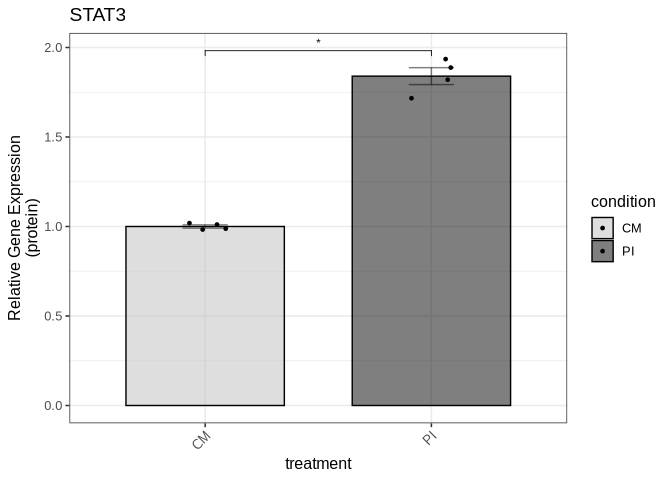 STAT3
Relative Gene Expression
(protein)
2.0
1.5
1.0
0.5
0.0
*
CM
PI
treatment
condition
CM
PI